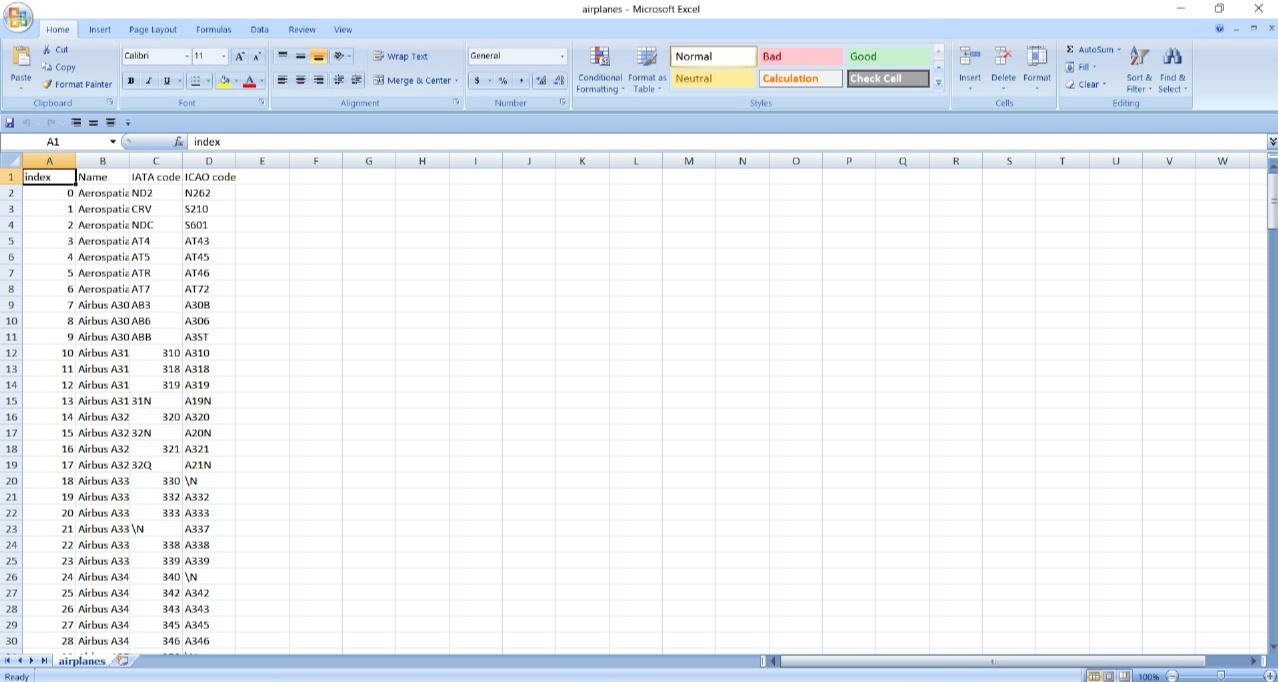 airplanes - Microsoft Excel
Home Insert Page Layout Formulas Data Review View
Paste
Cut
Copy
Format Painter
Clipboard
Calibri 11
B I U
Font
Wrap Text
Merge & Center
Alignment
General
$ % ,
Number
Conditional Formatting
Format as Table
Normal Bad Good
Neutral Calculation Check Cell
Styles
Insert Delete Format
Cells
Σ AutoSum
Fill
Clear
Sort & Filter
Find & Select
Editing
A1 fx index
A B C D E F G H I J K L M N O P Q R S T U V W
1 index Name IATA code ICAO code
2 0 Aerospatia ND2 N262
3 1 Aerospatia CRV S210
4 2 Aerospatia NDC S601
5 3 Aerospatia AT4 AT43
6 4 Aerospatia AT5 AT45
7 5 Aerospatia ATR AT46
8 6 Aerospatia AT7 AT72
9 7 Airbus A30 AB3 A30B
10 8 Airbus A30 AB6 A306
11 9 Airbus A30 ABB A3ST
12 10 Airbus A31 310 A310
13 11 Airbus A31 318 A318
14 12 Airbus A31 319 A319
15 13 Airbus A31 31N A19N
16 14 Airbus A32 320 A320
17 15 Airbus A32 32N A20N
18 16 Airbus A32 321 A321
19 17 Airbus A32 32Q A21N
20 18 Airbus A33 330 \N
21 19 Airbus A33 332 A332
22 20 Airbus A33 333 A333
23 21 Airbus A33 \N A337
24 22 Airbus A33 338 A338
25 23 Airbus A33 339 A339
26 24 Airbus A34 340 \N
27 25 Airbus A34 342 A342
28 26 Airbus A34 343 A343
29 27 Airbus A34 345 A345
30 28 Airbus A34 346 A346
airplanes
Ready 100%